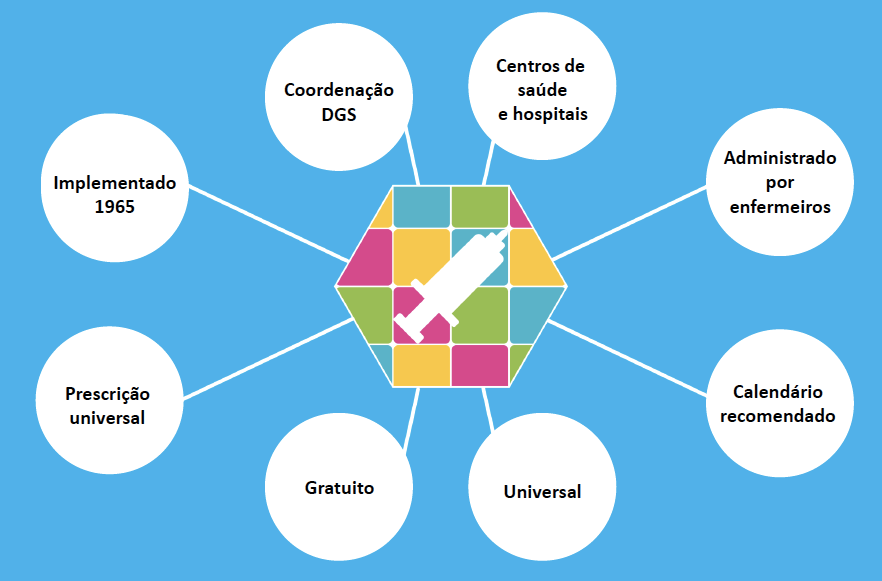 Coordenação
DGS
Centros de
saúde
e hospitais
Administrado
por
enfermeiros
Calendário
recomendado
Universal
Gratuito
Prescrição
universal
Implementado
1965